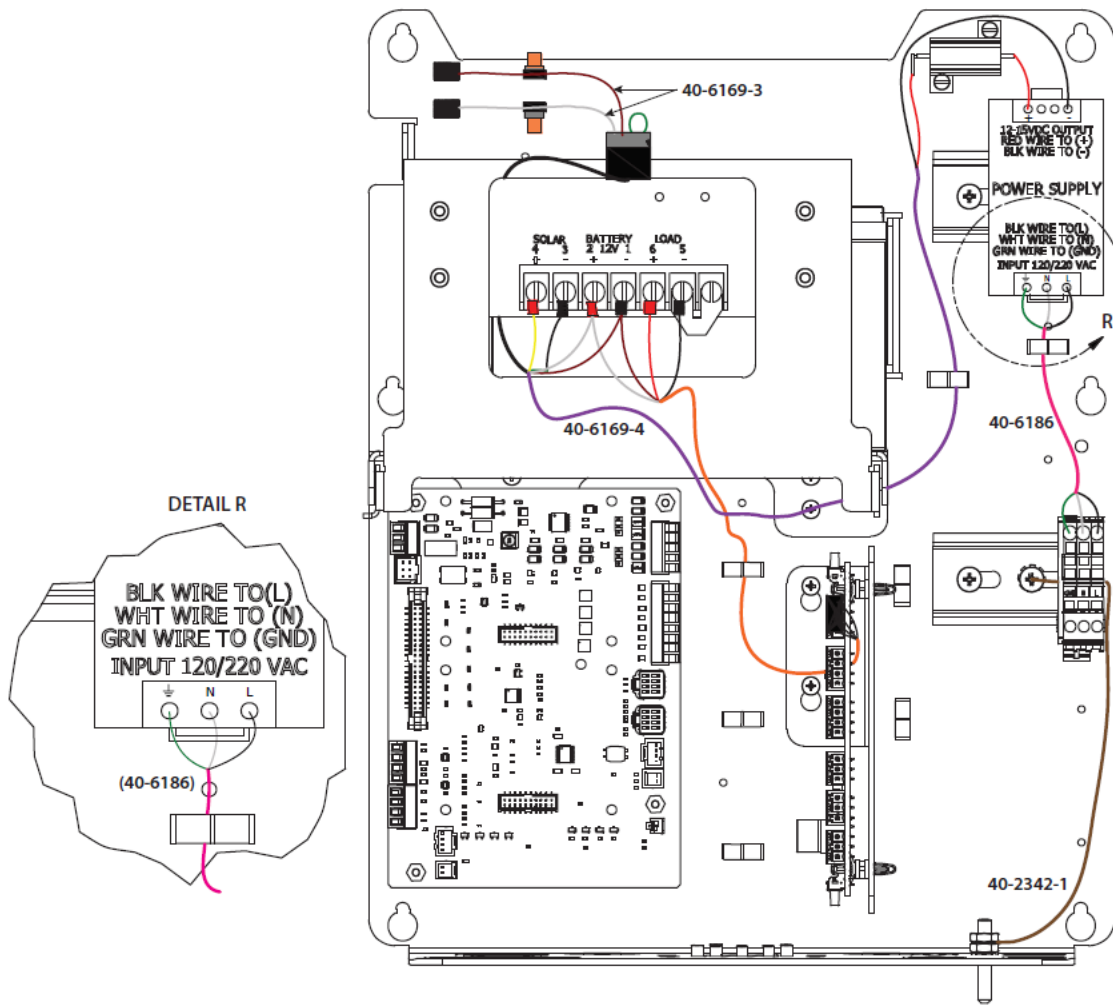 40-6169-3
+ -
12-15VDC OUTPUT
RED WIRE TO (+)
BLK WIRE TO (-)
POWER SUPPLY
BLK WIRE TO(L)
WHT WIRE TO (N)
GRN WIRE TO (GND)
INPUT 120/220 VAC
N L
R
SOLAR BATTERY LOAD
4 3 2 12V 1 6 5
+ - + - + -
40-6169-4
40-6186
DETAIL R
BLK WIRE TO(L)
WHT WIRE TO (N)
GRN WIRE TO (GND)
INPUT 120/220 VAC
N L
(40-6186)
40-2342-1